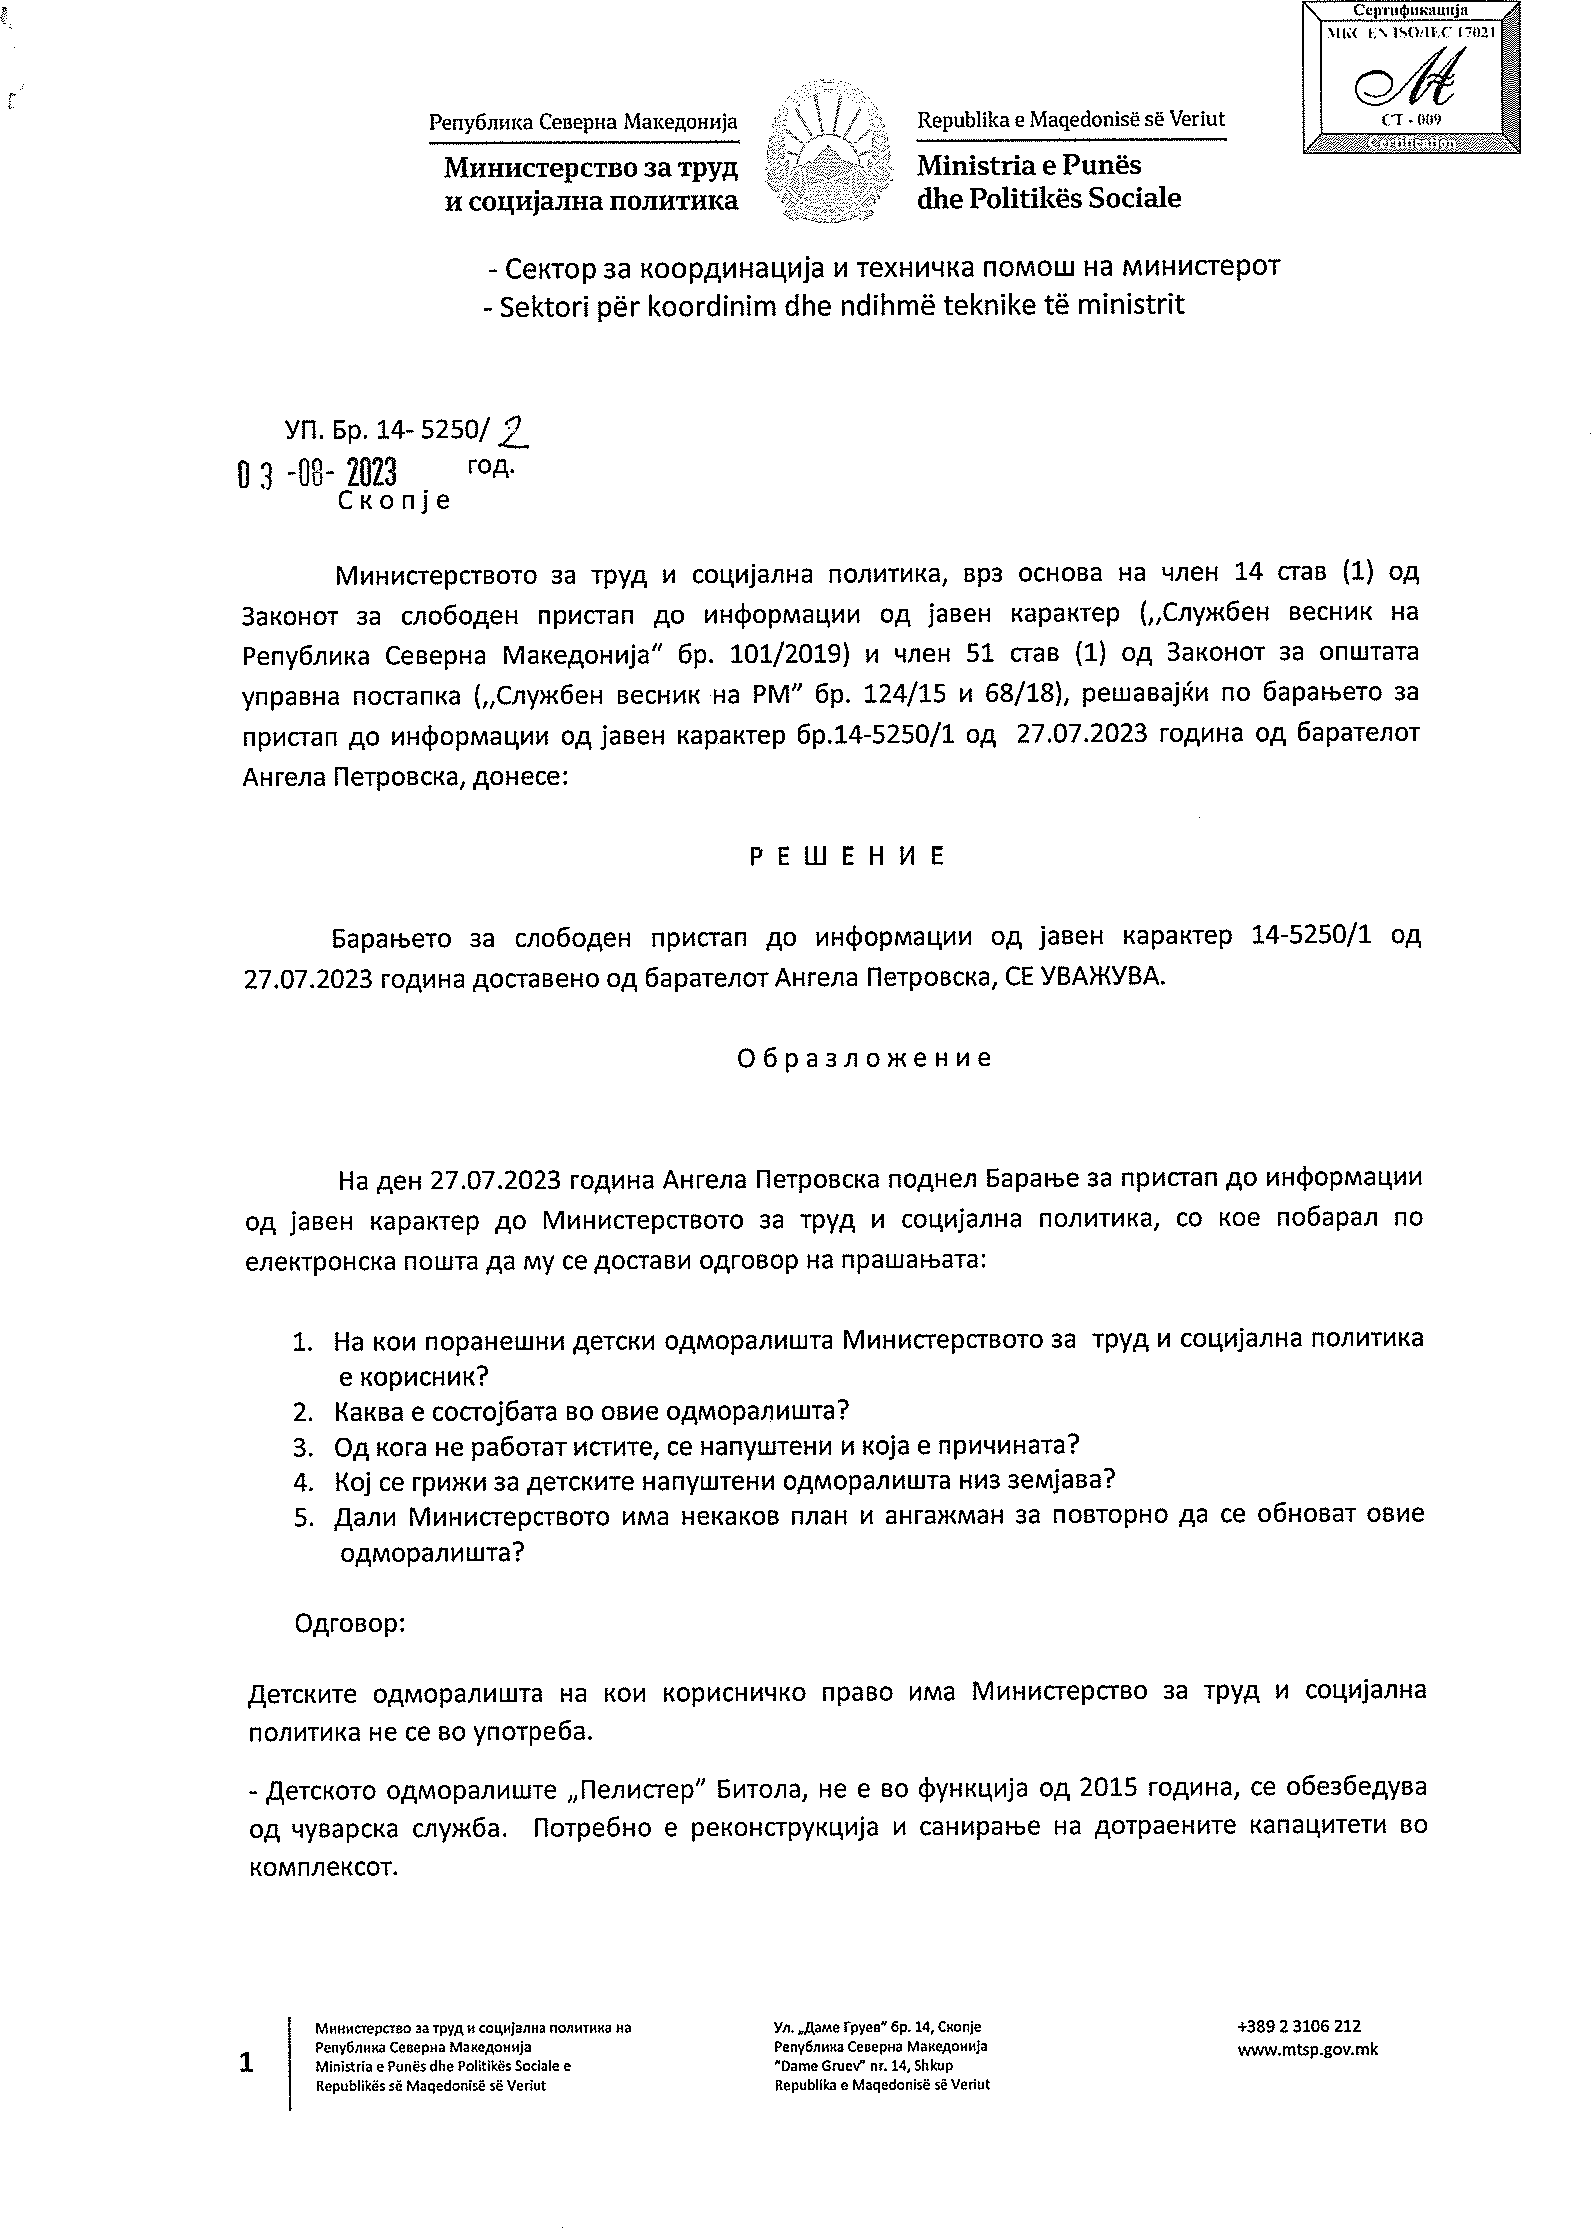 Сертификација
МКС EN ISO/IEC 17021
СТ - 009
Certification
Република Северна Македонија
Министерство за труд
и социјална политика
Republika e Maqedonisë së Veriut
Ministria e Punës
dhe Politikës Sociale
- Сектор за координација и техничка помош на министерот
- Sektori për koordinim dhe ndihmë teknike të ministrit
УП. Бр. 14- 5250/ 2
03 -08- 2023 год.
С к о п ј е
Министерството за труд и социјална политика, врз основа на член 14 став (1) од
Законот за слободен пристап до информации од јавен карактер (,,Службен весник на
Република Северна Македонија” бр. 101/2019) и член 51 став (1) од Законот за општата
управна постапка (,,Службен весник на РМ” бр. 124/15 и 68/18), решавајќи по барањето за
пристап до информации од јавен карактер бр.14-5250/1 од 27.07.2023 година од барателот
Ангела Петровска, донесе:
Р Е Ш Е Н И Е
Барањето за слободен пристап до информации од јавен карактер 14-5250/1 од
27.07.2023 година доставено од барателот Ангела Петровска, СЕ УВАЖУВА.
О б р а з л о ж е н и е
На ден 27.07.2023 година Ангела Петровска поднел Барање за пристап до информации
од јавен карактер до Министерството за труд и социјална политика, со кое побарал по
електронска пошта да му се достави одговор на прашањата:
1. На кои поранешни детски одморалишта Министерството за труд и социјална политика
е корисник?
2. Каква е состојбата во овие одморалишта?
3. Од кога не работат истите, се напуштени и која е причината?
4. Кој се грижи за детските напуштени одморалишта низ земјава?
5. Дали Министерството има некаков план и ангажман за повторно да се обноват овие
одморалишта?
Одговор:
Детските одморалишта на кои корисничко право има Министерство за труд и социјална
политика не се во употреба.
- Детското одморалиште „Пелистер” Битола, не е во функција од 2015 година, се обезбедува
од чуварска служба. Потребно е реконструкција и санирање на дотраените капацитети во
комплексот.
1
Министерство за труд и социјална политика на
Република Северна Македонија
Ministria e Punës dhe Politikës Sociale e
Republikës së Maqedonisë së Veriut
Ул. „Даме Груев” бр. 14, Скопје
Република Северна Македонија
"Dame Gruev" nr. 14, Shkup
Republika e Maqedonisë së Veriut
+389 2 3106 212
www.mtsp.gov.mk